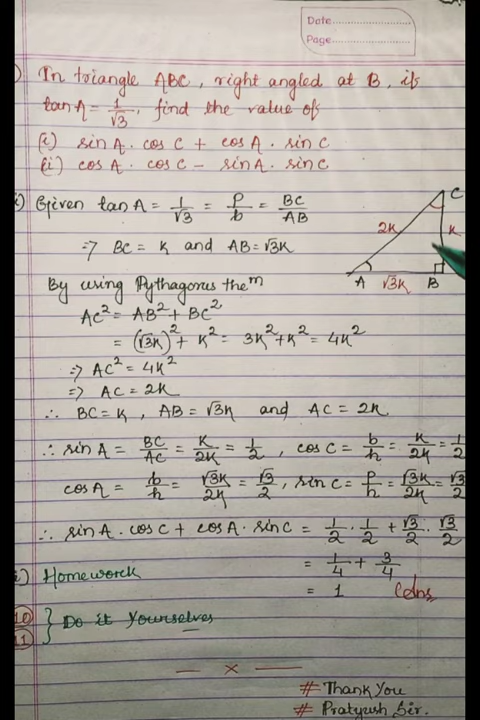 Date..................
Page..................
) In triangle ABC, right angled at B, if
tan A = 1/√3, find the value of
(i) sin A . cos C + cos A . sin C
(ii) cos A . cos C - sin A . sin C
i) Given tan A = 1/√3 = P/b = BC/AB
⇒ BC = K and AB = √3K
C
2K
K
A √3K B
By using Pythagorus the^m
AC² = AB² + BC²
= (√3K)² + K² = 3K² + K² = 4K²
⇒ AC² = 4K²
⇒ AC = 2K
∴ BC = K, AB = √3K and AC = 2K
∴ sin A = BC/AC = K/2K = 1/2, cos C = b/h = K/2K = 1/2
cos A = b/h = √3K/2K = √3/2, sin C = P/h = √3K/2K = √3/2
∴ sin A . cos C + cos A . sin C = 1/2 . 1/2 + √3/2 . √3/2
= 1/4 + 3/4
i) Homeworck
= 1 Ans
10)
11) } Do it Yourselves
— × —
# Thank You
# Pratyush Sir.